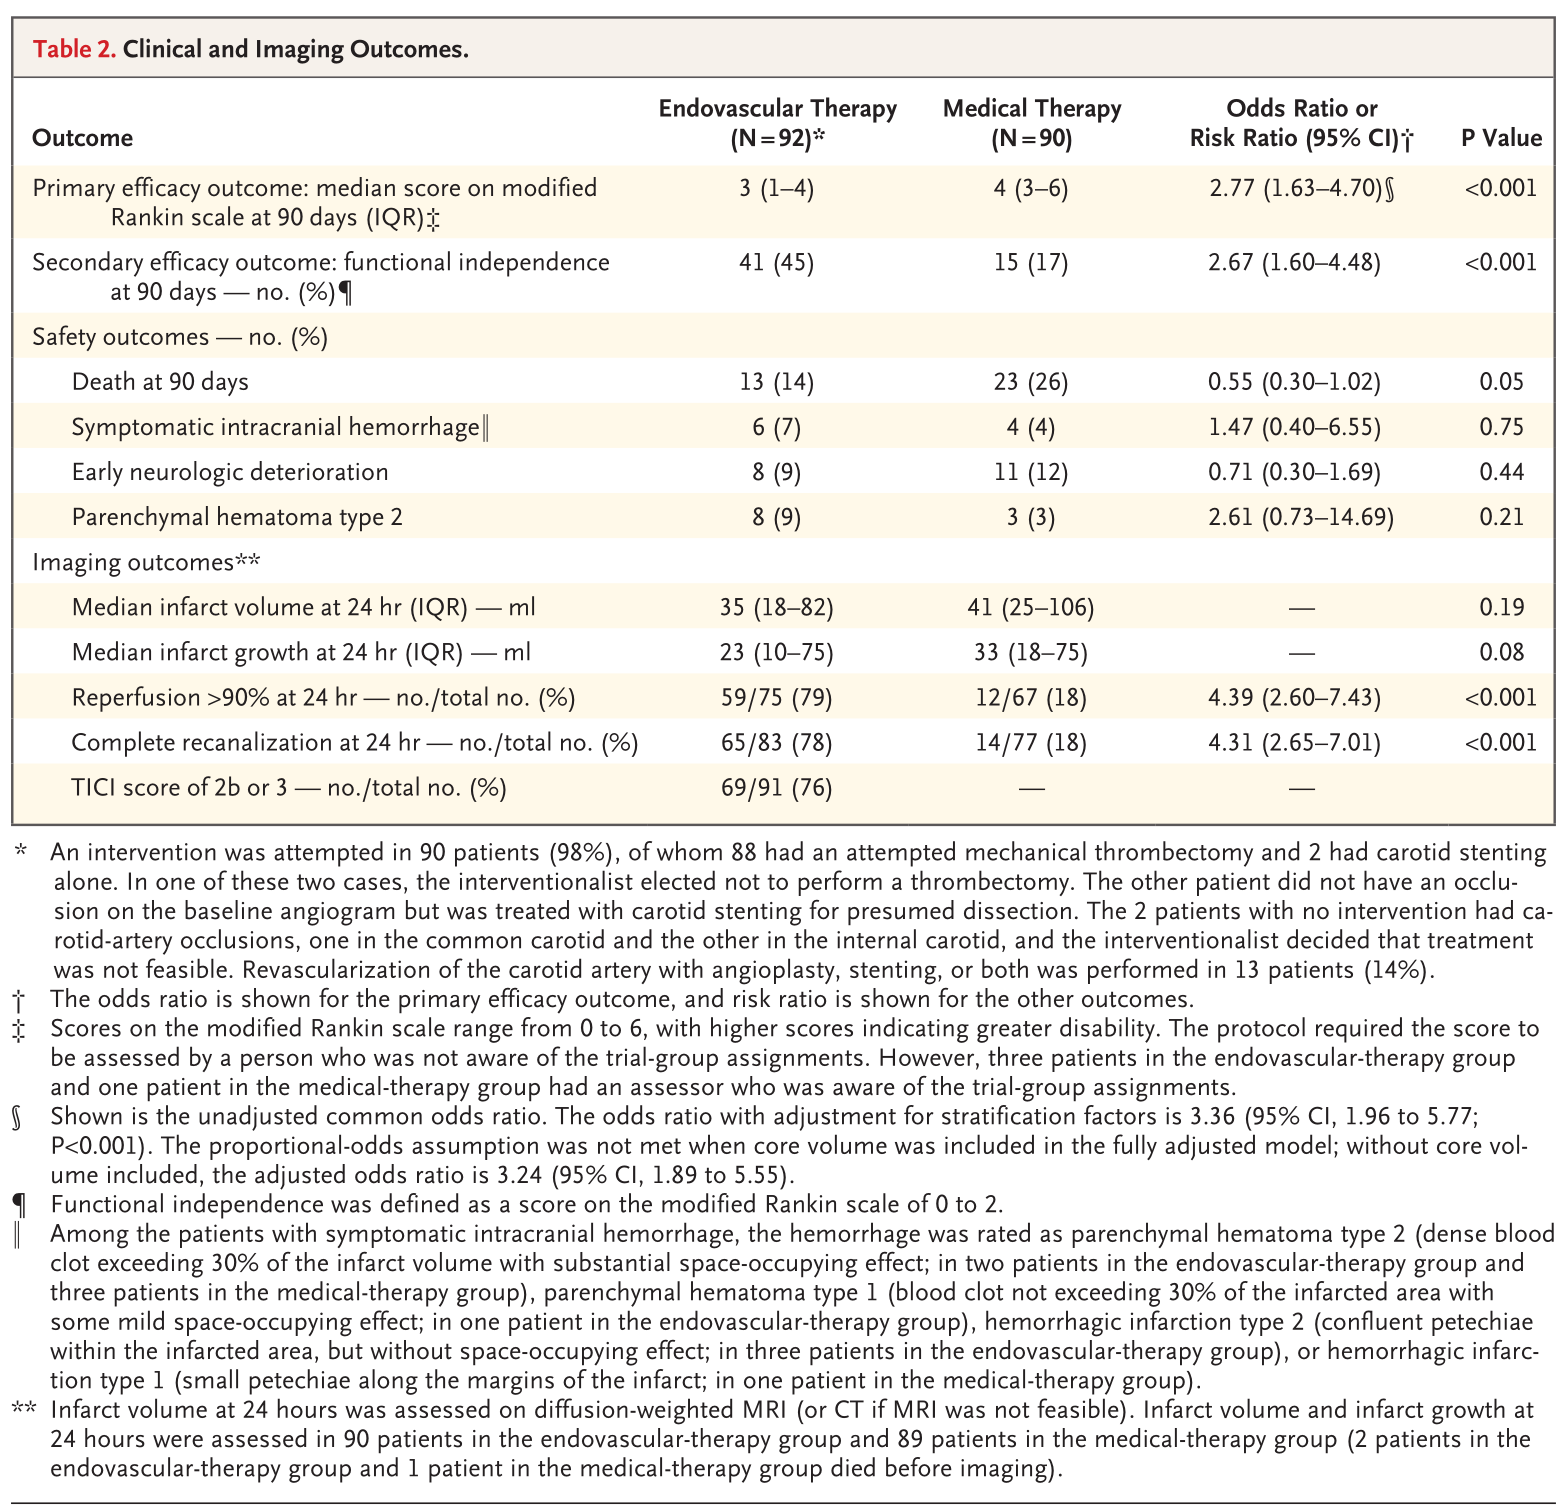 Table 2. Clinical and Imaging Outcomes.
Outcome Endovascular Therapy (N=92)* Medical Therapy (N=90) Odds Ratio or Risk Ratio (95% CI)† P Value
Primary efficacy outcome: median score on modified Rankin scale at 90 days (IQR)‡ 3 (1–4) 4 (3–6) 2.77 (1.63–4.70)§ <0.001
Secondary efficacy outcome: functional independence at 90 days — no. (%)¶ 41 (45) 15 (17) 2.67 (1.60–4.48) <0.001
Safety outcomes — no. (%)
Death at 90 days 13 (14) 23 (26) 0.55 (0.30–1.02) 0.05
Symptomatic intracranial hemorrhage‖ 6 (7) 4 (4) 1.47 (0.40–6.55) 0.75
Early neurologic deterioration 8 (9) 11 (12) 0.71 (0.30–1.69) 0.44
Parenchymal hematoma type 2 8 (9) 3 (3) 2.61 (0.73–14.69) 0.21
Imaging outcomes**
Median infarct volume at 24 hr (IQR) — ml 35 (18–82) 41 (25–106) — 0.19
Median infarct growth at 24 hr (IQR) — ml 23 (10–75) 33 (18–75) — 0.08
Reperfusion >90% at 24 hr — no./total no. (%) 59/75 (79) 12/67 (18) 4.39 (2.60–7.43) <0.001
Complete recanalization at 24 hr — no./total no. (%) 65/83 (78) 14/77 (18) 4.31 (2.65–7.01) <0.001
TICI score of 2b or 3 — no./total no. (%) 69/91 (76) — —
* An intervention was attempted in 90 patients (98%), of whom 88 had an attempted mechanical thrombectomy and 2 had carotid stenting
alone. In one of these two cases, the interventionalist elected not to perform a thrombectomy. The other patient did not have an occlu-
sion on the baseline angiogram but was treated with carotid stenting for presumed dissection. The 2 patients with no intervention had ca-
rotid-artery occlusions, one in the common carotid and the other in the internal carotid, and the interventionalist decided that treatment
was not feasible. Revascularization of the carotid artery with angioplasty, stenting, or both was performed in 13 patients (14%).
† The odds ratio is shown for the primary efficacy outcome, and risk ratio is shown for the other outcomes.
‡ Scores on the modified Rankin scale range from 0 to 6, with higher scores indicating greater disability. The protocol required the score to
be assessed by a person who was not aware of the trial-group assignments. However, three patients in the endovascular-therapy group
and one patient in the medical-therapy group had an assessor who was aware of the trial-group assignments.
§ Shown is the unadjusted common odds ratio. The odds ratio with adjustment for stratification factors is 3.36 (95% CI, 1.96 to 5.77;
P<0.001). The proportional-odds assumption was not met when core volume was included in the fully adjusted model; without core vol-
ume included, the adjusted odds ratio is 3.24 (95% CI, 1.89 to 5.55).
¶ Functional independence was defined as a score on the modified Rankin scale of 0 to 2.
‖ Among the patients with symptomatic intracranial hemorrhage, the hemorrhage was rated as parenchymal hematoma type 2 (dense blood
clot exceeding 30% of the infarct volume with substantial space-occupying effect; in two patients in the endovascular-therapy group and
three patients in the medical-therapy group), parenchymal hematoma type 1 (blood clot not exceeding 30% of the infarcted area with
some mild space-occupying effect; in one patient in the endovascular-therapy group), hemorrhagic infarction type 2 (confluent petechiae
within the infarcted area, but without space-occupying effect; in three patients in the endovascular-therapy group), or hemorrhagic infarc-
tion type 1 (small petechiae along the margins of the infarct; in one patient in the medical-therapy group).
** Infarct volume at 24 hours was assessed on diffusion-weighted MRI (or CT if MRI was not feasible). Infarct volume and infarct growth at
24 hours were assessed in 90 patients in the endovascular-therapy group and 89 patients in the medical-therapy group (2 patients in the
endovascular-therapy group and 1 patient in the medical-therapy group died before imaging).